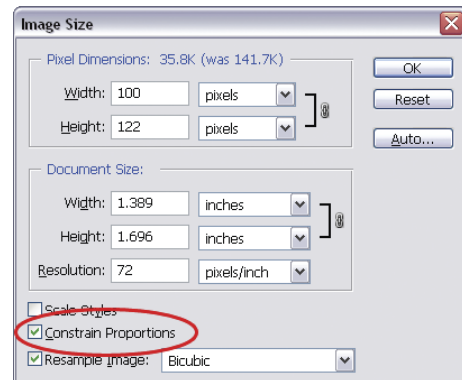 Image Size
Pixel Dimensions: 35.8K (was 141.7K)
OK
Width: 100 pixels
Reset
Height: 122 pixels
Auto...
Document Size:
Width: 1.389 inches
Height: 1.696 inches
Resolution: 72 pixels/inch
Scale Styles
Constrain Proportions
Resample Image: Bicubic